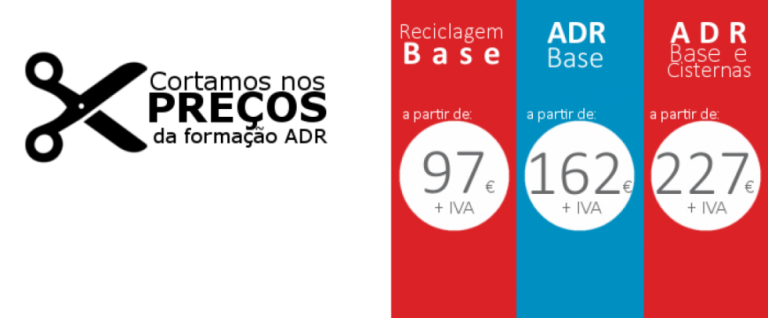 Cortamos nos
PREÇOS
da formação ADR
Reciclagem
Base
a partir de:
97€
+ IVA
ADR
Base
a partir de:
162€
+ IVA
ADR
Base e
Cisternas
a partir de:
227€
+ IVA